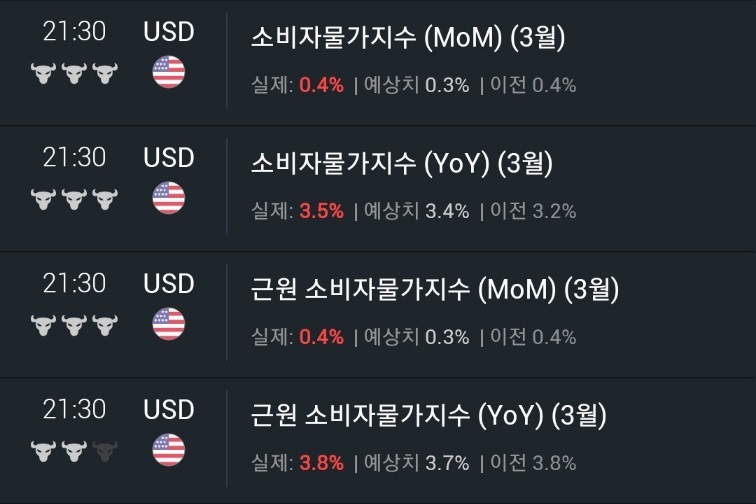 21:30 USD 소비자물가지수 (MoM) (3월)
실제: 0.4% | 예상치 0.3% | 이전 0.4%
21:30 USD 소비자물가지수 (YoY) (3월)
실제: 3.5% | 예상치 3.4% | 이전 3.2%
21:30 USD 근원 소비자물가지수 (MoM) (3월)
실제: 0.4% | 예상치 0.3% | 이전 0.4%
21:30 USD 근원 소비자물가지수 (YoY) (3월)
실제: 3.8% | 예상치 3.7% | 이전 3.8%